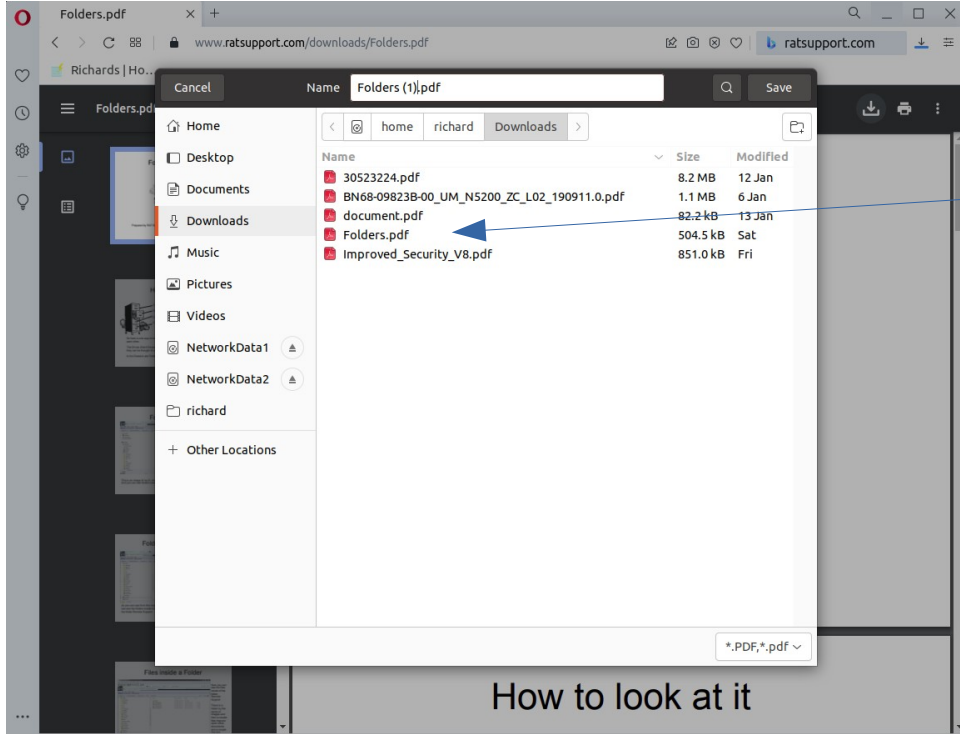 Folders.pdf
www.ratsupport.com/downloads/Folders.pdf
ratsupport.com
Richards | Ho...
Folders.pd
Cancel
Name
Folders (1).pdf
Save
Home
Desktop
Documents
Downloads
Music
Pictures
Videos
NetworkData1
NetworkData2
richard
Other Locations
home richard Downloads
Name Size Modified
30523224.pdf 8.2 MB 12 Jan
BN68-09823B-00_UM_N5200_ZC_L02_190911.0.pdf 1.1 MB 6 Jan
document.pdf 82.2 kB 13 Jan
Folders.pdf 504.5 kB Sat
Improved_Security_V8.pdf 851.0 kB Fri
*.PDF,*.pdf
Files inside a Folder
How to look at it